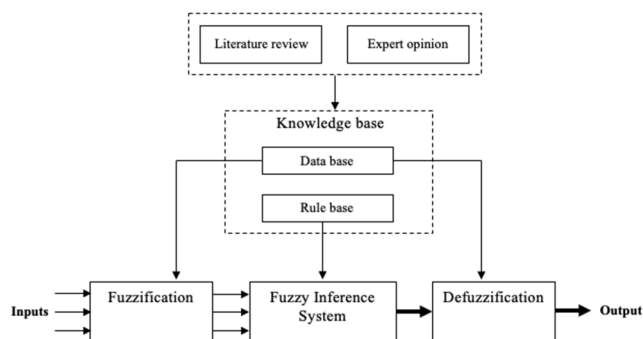 Literature review
Expert opinion
Knowledge base
Data base
Rule base
Inputs
Fuzzification
Fuzzy Inference
System
Defuzzification
Output